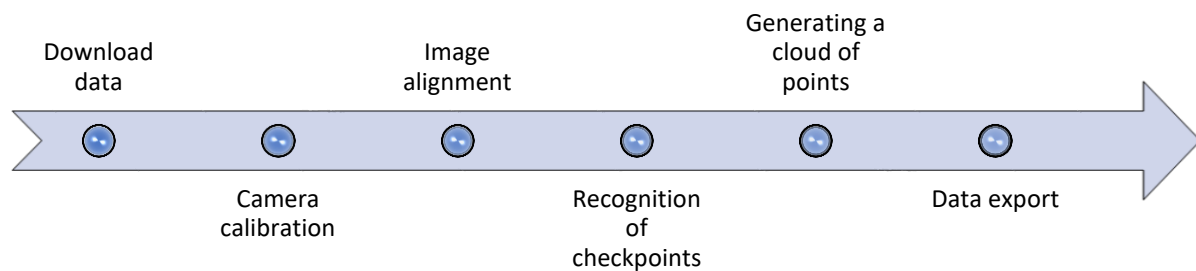 Download
data
Camera
calibration
Image
alignment
Recognition
of
checkpoints
Generating a
cloud of
points
Data export